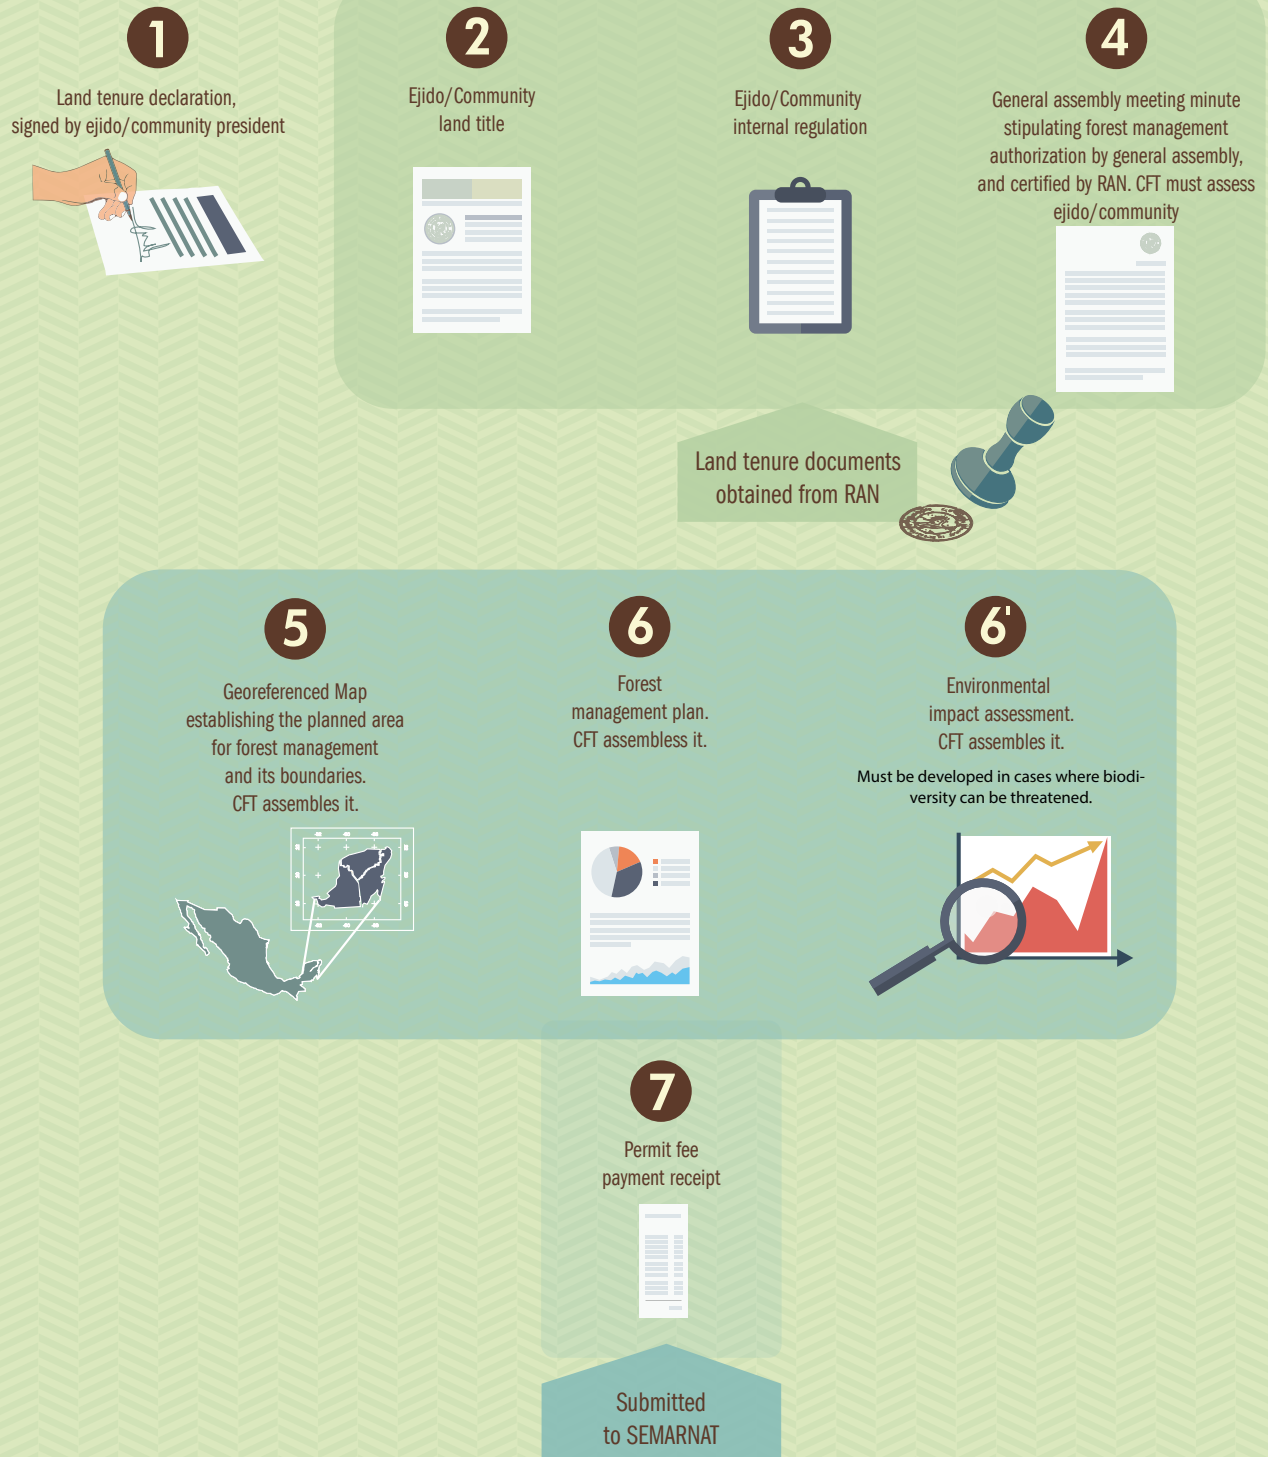 1
Land tenure declaration,
signed by ejido/community president
2
Ejido/Community
land title
3
Ejido/Community
internal regulation
4
General assembly meeting minute
stipulating forest management
authorization by general assembly,
and certified by RAN. CFT must assess
ejido/community
Land tenure documents
obtained from RAN
5
Georeferenced Map
establishing the planned area
for forest management
and its boundaries.
CFT assembles it.
6
Forest
management plan.
CFT assembless it.
6'
Environmental
impact assessment.
CFT assembles it.
Must be developed in cases where biodi-
versity can be threatened.
7
Permit fee
payment receipt
Submitted
to SEMARNAT